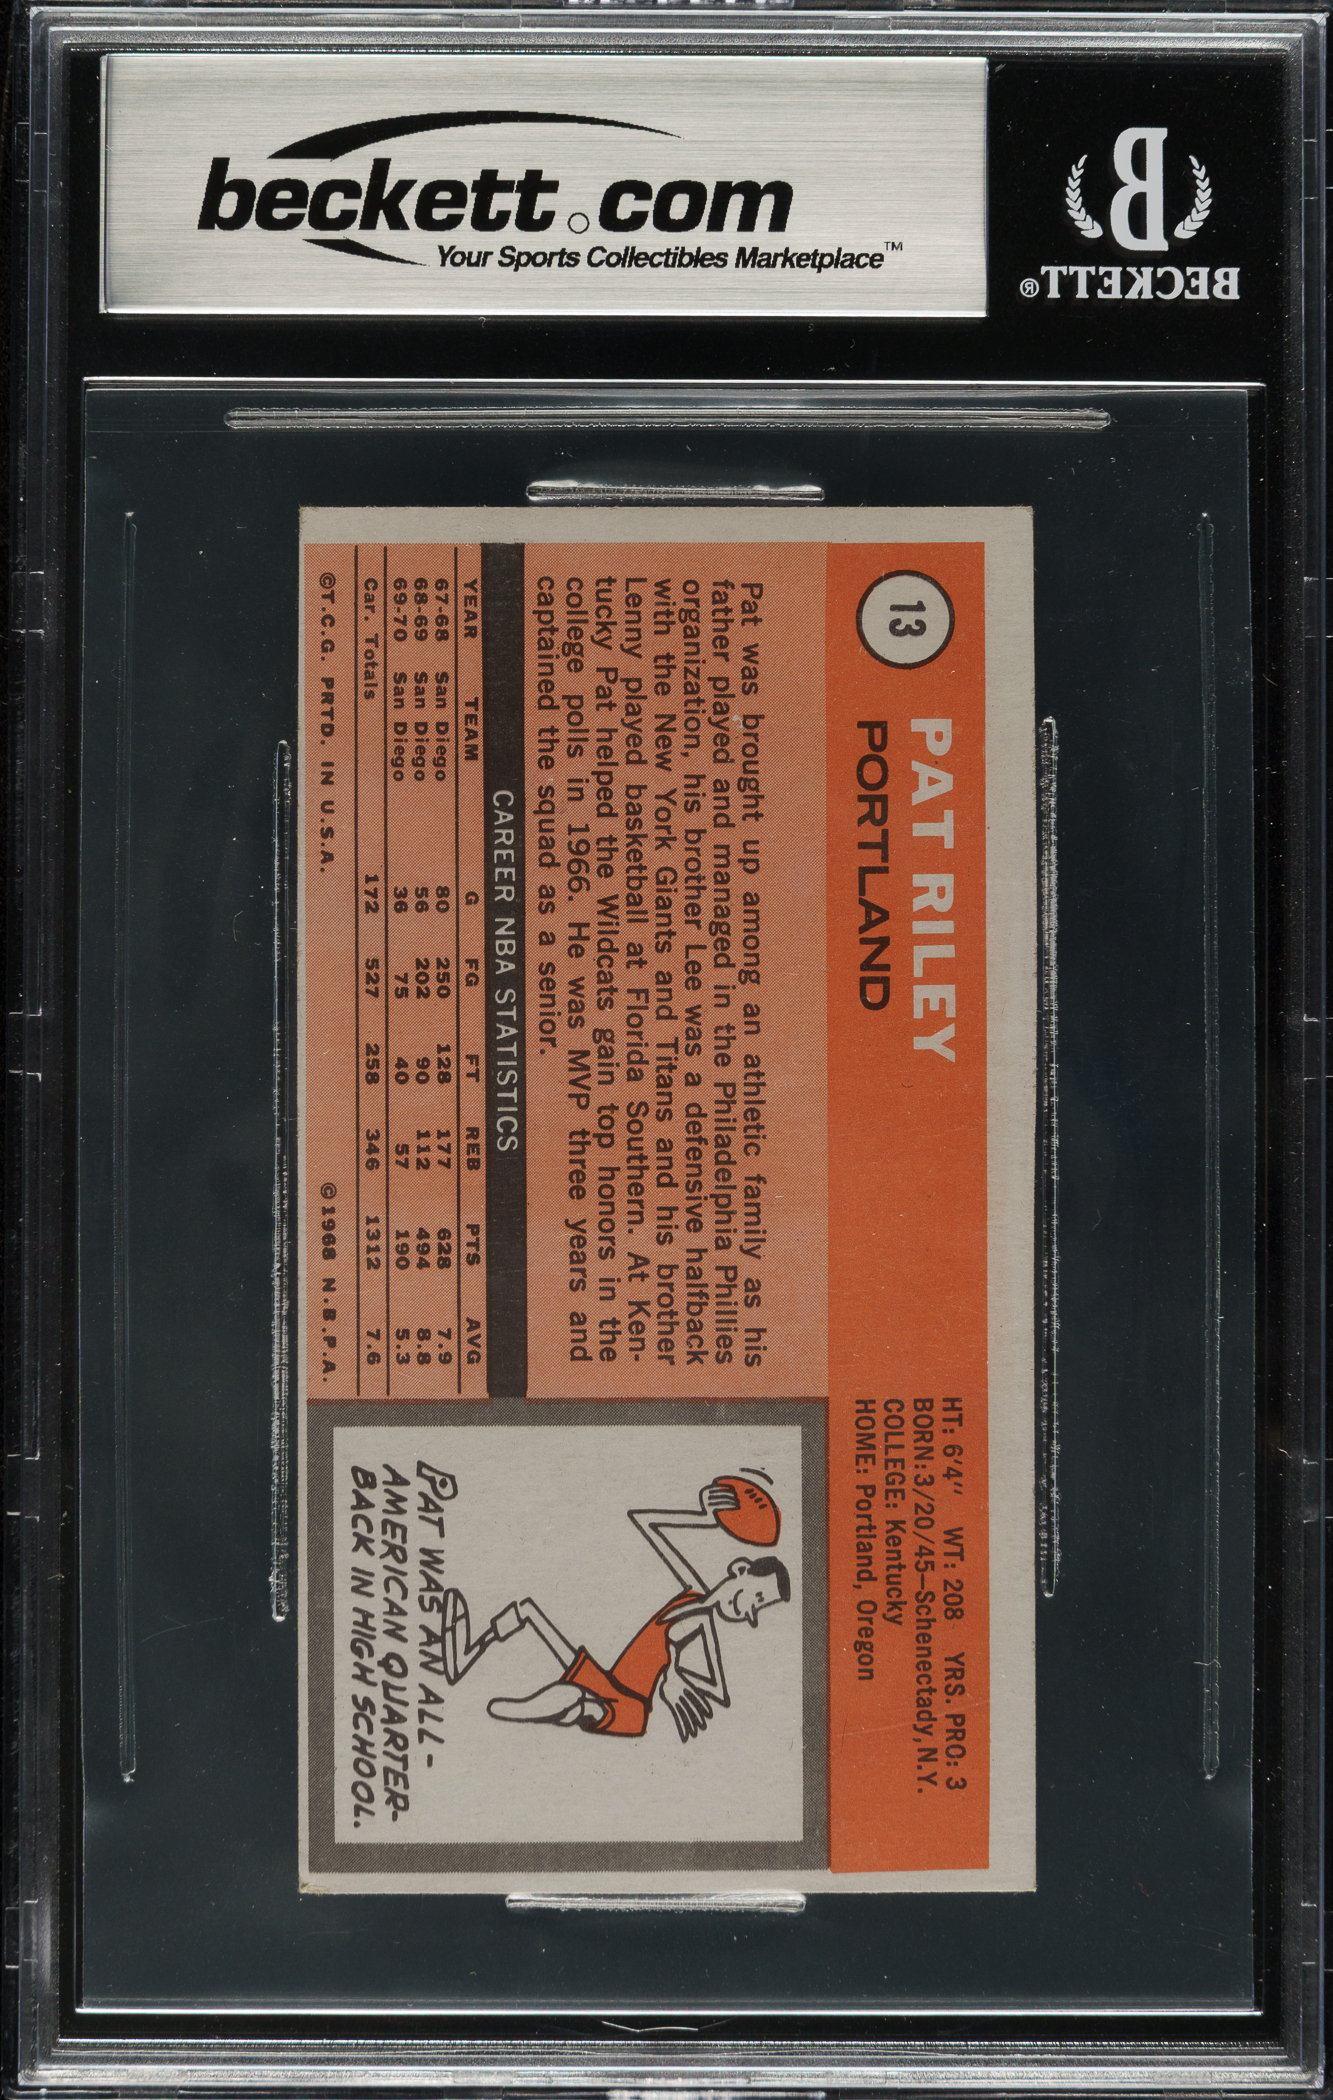 beckett.com
Your Sports Collectibles Marketplace™
B
BECKETT®
13
PAT RILEY
PORTLAND
HT: 6'4" WT: 208 YRS. PRO: 3
BORN: 3/20/45—Schenectady, N.Y.
COLLEGE: Kentucky
HOME: Portland, Oregon
Pat was brought up among an athletic family as his
father played and managed in the Philadelphia Phillies
organization, his brother Lee was a defensive halfback
with the New York Giants and Titans and his brother
Lenny played basketball at Florida Southern. At Ken-
tucky Pat helped the Wildcats gain top honors in the
college polls in 1966. He was MVP three years and
captained the squad as a senior.
CAREER NBA STATISTICS
YEAR TEAM G FG FT REB PTS AVG
67-68 San Diego 80 250 128 177 628 7.9
68-69 San Diego 56 202 90 112 494 8.8
69-70 San Diego 36 75 40 57 190 5.3
Car. Totals 172 527 258 346 1312 7.6
©T.C.G. PRTD. IN U.S.A. ©1968 N.B.P.A.
PAT WAS AN ALL-
AMERICAN QUARTER-
BACK IN HIGH SCHOOL.